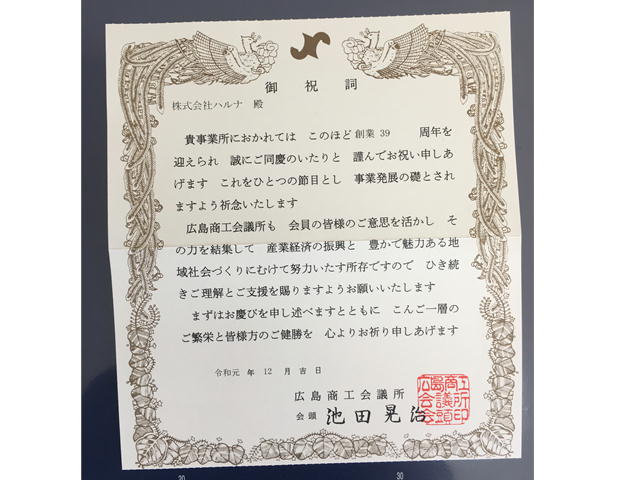 御祝詞
株式会社ハルナ 殿
貴事業所におかれては このほど 創業 39 周年を
迎えられ 誠にご同慶のいたりと 謹んでお祝い申しあ
げます これをひとつの節目とし 事業発展の礎とされ
ますよう祈念いたします
広島商工会議所も 会員の皆様のご意思を活かし そ
の力を結集して 産業経済の振興と 豊かで魅力ある地
域社会づくりにむけて努力いたす所存ですので ひき続
きご理解とご支援を賜りますようお願いいたします
まずはお慶びを申し述べますとともに こんご一層の
ご繁栄と皆様方のご健勝を 心よりお祈り申しあげます
令和元 年 12 月 吉 日
広島商工会議所
会頭 池田晃治
広島商工会議所会頭印
20 30